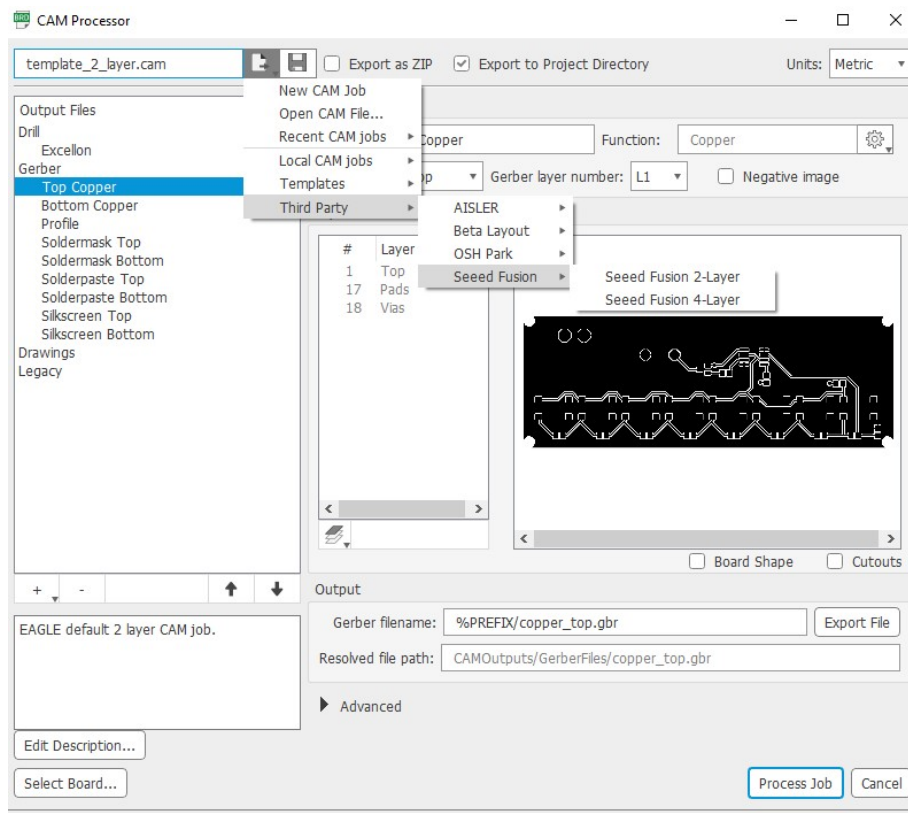 CAM Processor
template_2_layer.cam
Export as ZIP
Export to Project Directory
Units: Metric
New CAM Job
Open CAM File...
Recent CAM jobs
Local CAM jobs
Templates
Third Party
AISLER
Beta Layout
OSH Park
Seeed Fusion
Seeed Fusion 2-Layer
Seeed Fusion 4-Layer
Output Files
Drill
Excellon
Gerber
Top Copper
Bottom Copper
Profile
Soldermask Top
Soldermask Bottom
Solderpaste Top
Solderpaste Bottom
Silkscreen Top
Silkscreen Bottom
Drawings
Legacy
Function: Copper
Gerber layer number: L1
Negative image
# Layer
1 Top
17 Pads
18 Vias
Board Shape
Cutouts
+ -
EAGLE default 2 layer CAM job.
Edit Description...
Select Board...
Output
Gerber filename: %PREFIX/copper_top.gbr
Export File
Resolved file path: CAMOutputs/GerberFiles/copper_top.gbr
Advanced
Process Job
Cancel